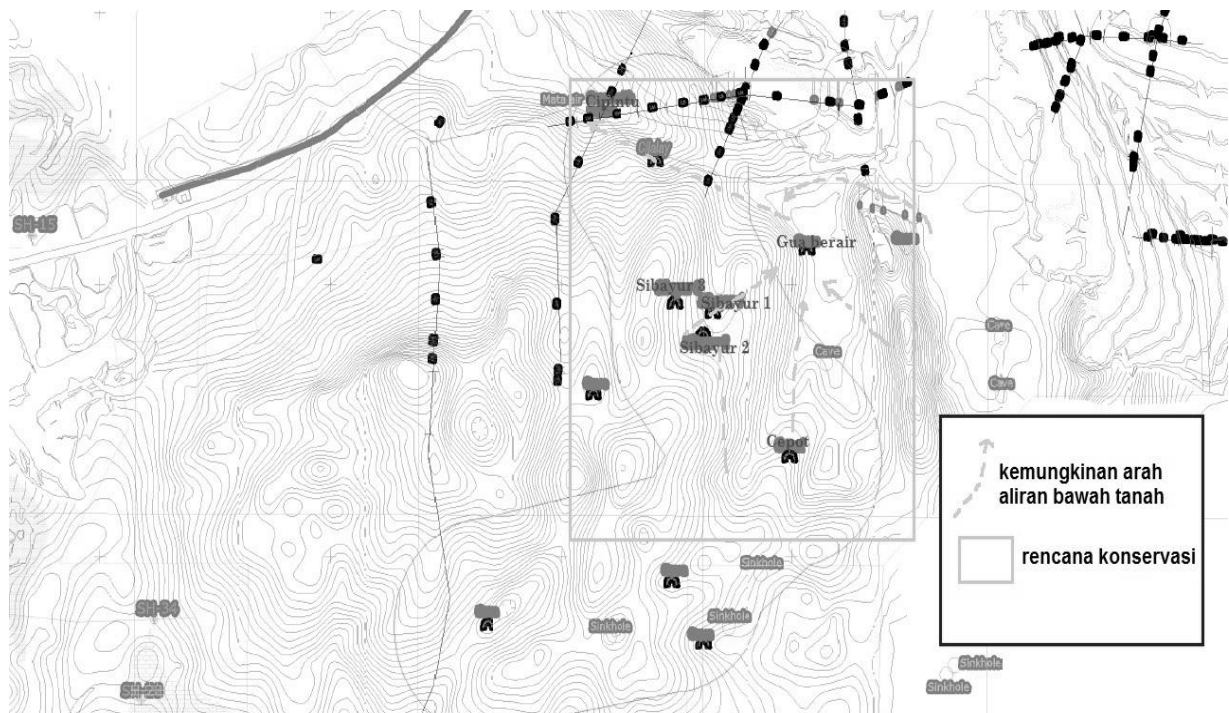 Mata air
Cipintu
SH-15
Gua berair
Sibayur 3
Sibayur 1
Sibayur 2
Cave
Cave
Cave
Cepot
kemungkinan arah
aliran bawah tanah
rencana konservasi
Sinkhole
SH-34
Sinkhole
Sinkhole
Sinkhole
Sinkhole